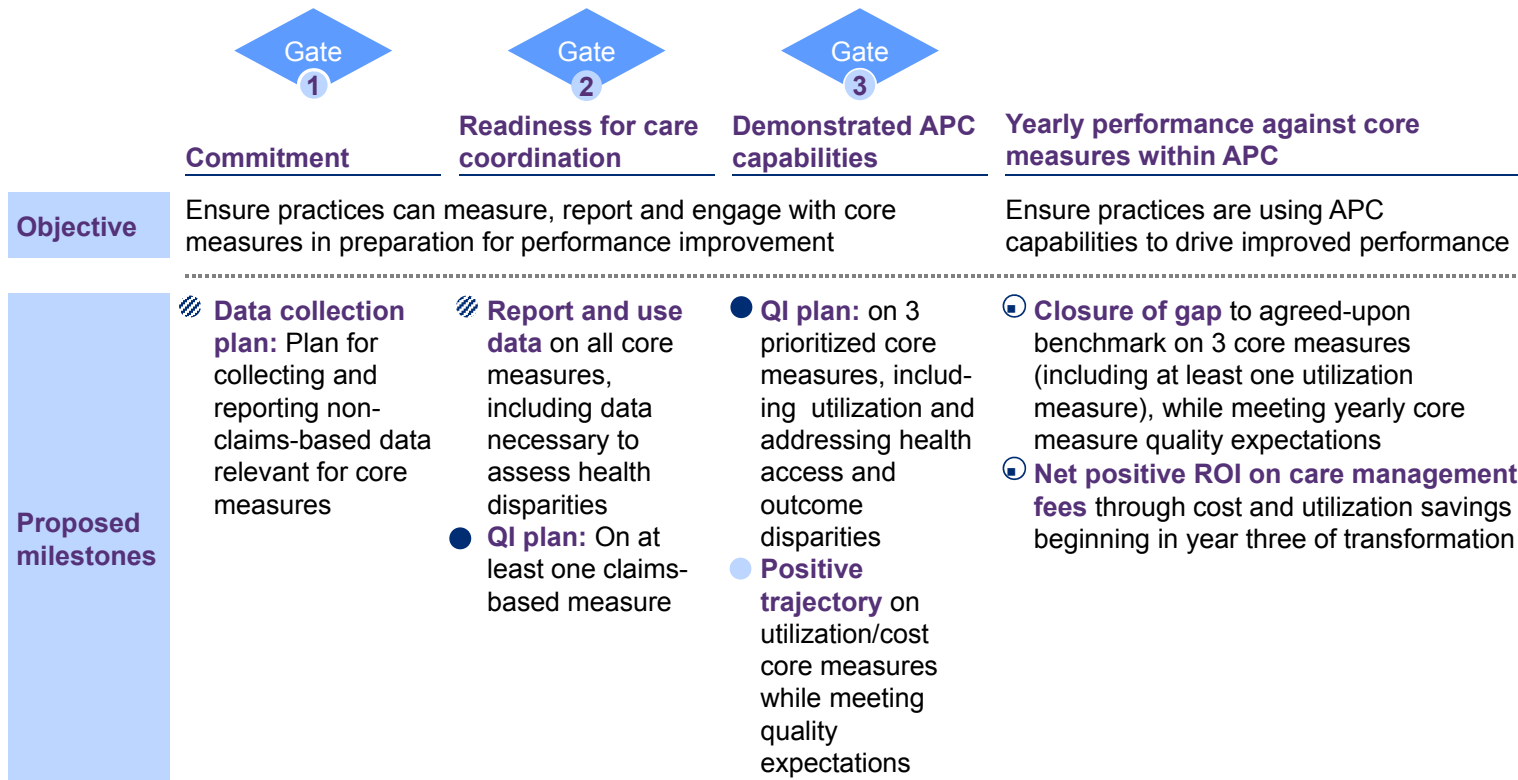 Gate
1
Gate
2
Gate
3
Commitment
Readiness for care
coordination
Demonstrated APC
capabilities
Yearly performance against core
measures within APC
Objective
Ensure practices can measure, report and engage with core
measures in preparation for performance improvement
Ensure practices are using APC
capabilities to drive improved performance
Proposed
milestones
Data collection
plan: Plan for
collecting and
reporting non-
claims-based data
relevant for core
measures
Report and use
data on all core
measures,
including data
necessary to
assess health
disparities
QI plan: On at
least one claims-
based measure
QI plan: on 3
prioritized core
measures, includ-
ing utilization and
addressing health
access and
outcome
disparities
Positive
trajectory on
utilization/cost
core measures
while meeting
quality
expectations
Closure of gap to agreed-upon
benchmark on 3 core measures
(including at least one utilization
measure), while meeting yearly core
measure quality expectations
Net positive ROI on care management
fees through cost and utilization savings
beginning in year three of transformation